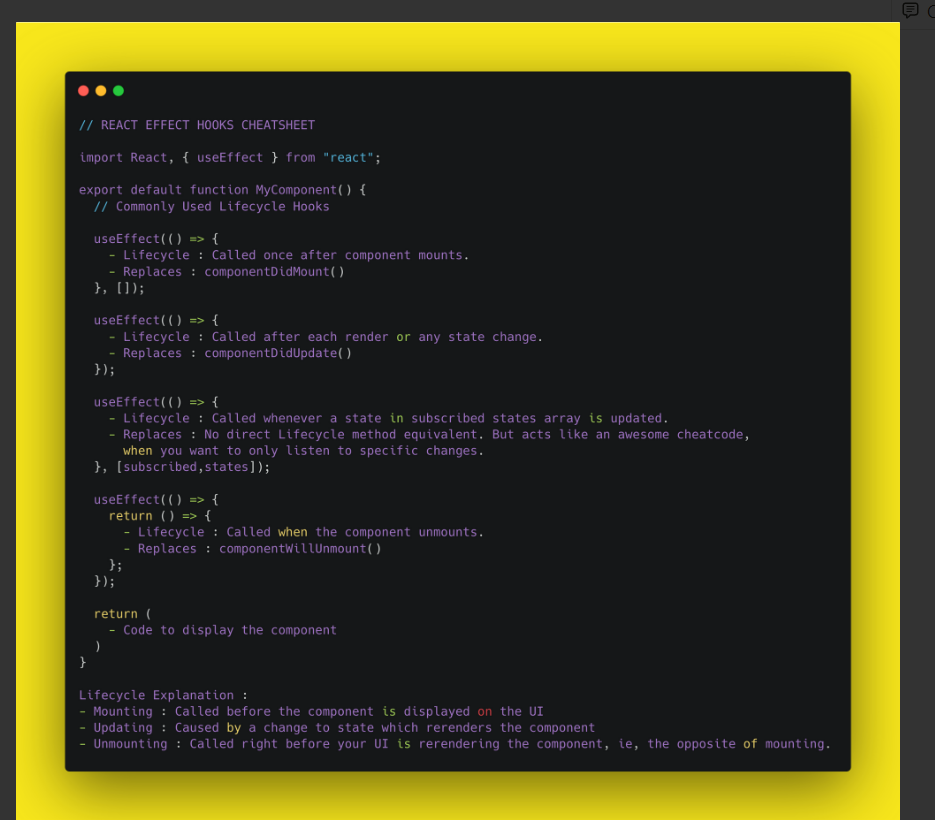 // REACT EFFECT HOOKS CHEATSHEET
import React, { useEffect } from "react";
export default function MyComponent() {
// Commonly Used Lifecycle Hooks
useEffect(() => {
- Lifecycle : Called once after component mounts.
- Replaces : componentDidMount()
}, []);
useEffect(() => {
- Lifecycle : Called after each render or any state change.
- Replaces : componentDidUpdate()
});
useEffect(() => {
- Lifecycle : Called whenever a state in subscribed states array is updated.
- Replaces : No direct Lifecycle method equivalent. But acts like an awesome cheatcode,
when you want to only listen to specific changes.
}, [subscribed,states]);
useEffect(() => {
return () => {
- Lifecycle : Called when the component unmounts.
- Replaces : componentWillUnmount()
};
});
return (
- Code to display the component
)
}
Lifecycle Explanation :
- Mounting : Called before the component is displayed on the UI
- Updating : Caused by a change to state which rerenders the component
- Unmounting : Called right before your UI is rerendering the component, ie, the opposite of mounting.